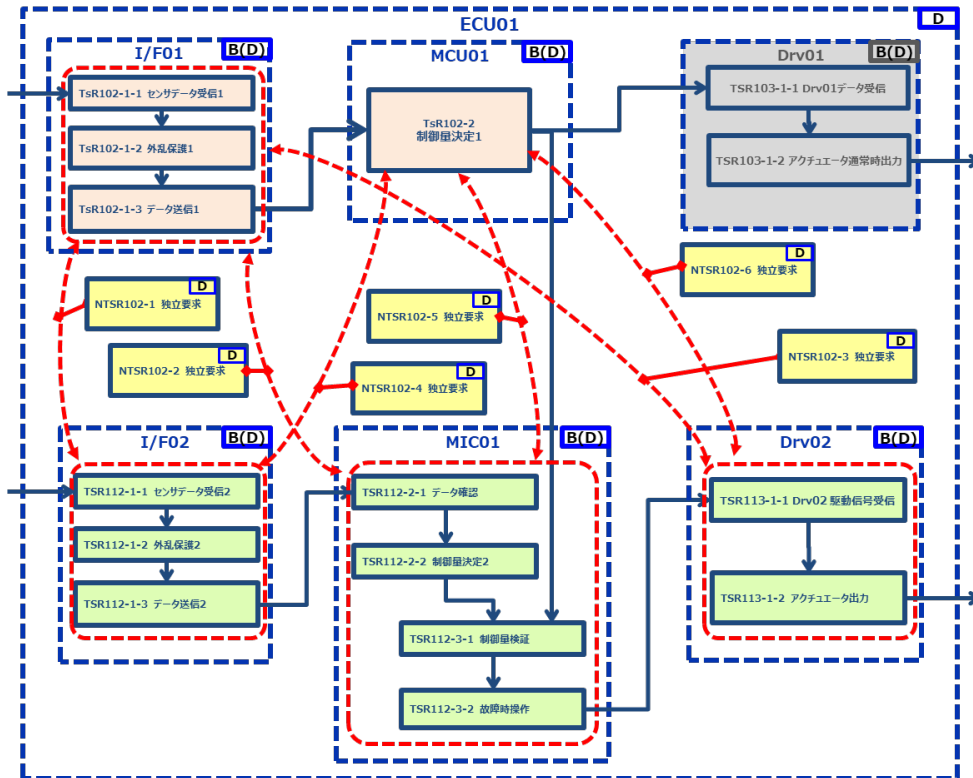 ECU01
D
I/F01
B(D)
TsR102-1-1 センサデータ受信1
TsR102-1-2 外乱保護1
TsR102-1-3 データ送信1
MCU01
B(D)
TsR102-2
制御量決定1
Drv01
B(D)
TSR103-1-1 Drv01データ受信
TSR103-1-2 アクチュエータ通常時出力
D
NTSR102-1 独立要求
D
NTSR102-2 独立要求
D
NTSR102-5 独立要求
D
NTSR102-4 独立要求
D
NTSR102-6 独立要求
D
NTSR102-3 独立要求
I/F02
B(D)
TSR112-1-1 センサデータ受信2
TSR112-1-2 外乱保護2
TSR112-1-3 データ送信2
MIC01
B(D)
TSR112-2-1 データ確認
TSR112-2-2 制御量決定2
TSR112-3-1 制御量検証
TSR112-3-2 故障時操作
Drv02
B(D)
TSR113-1-1 Drv02 駆動信号受信
TSR113-1-2 アクチュエータ出力